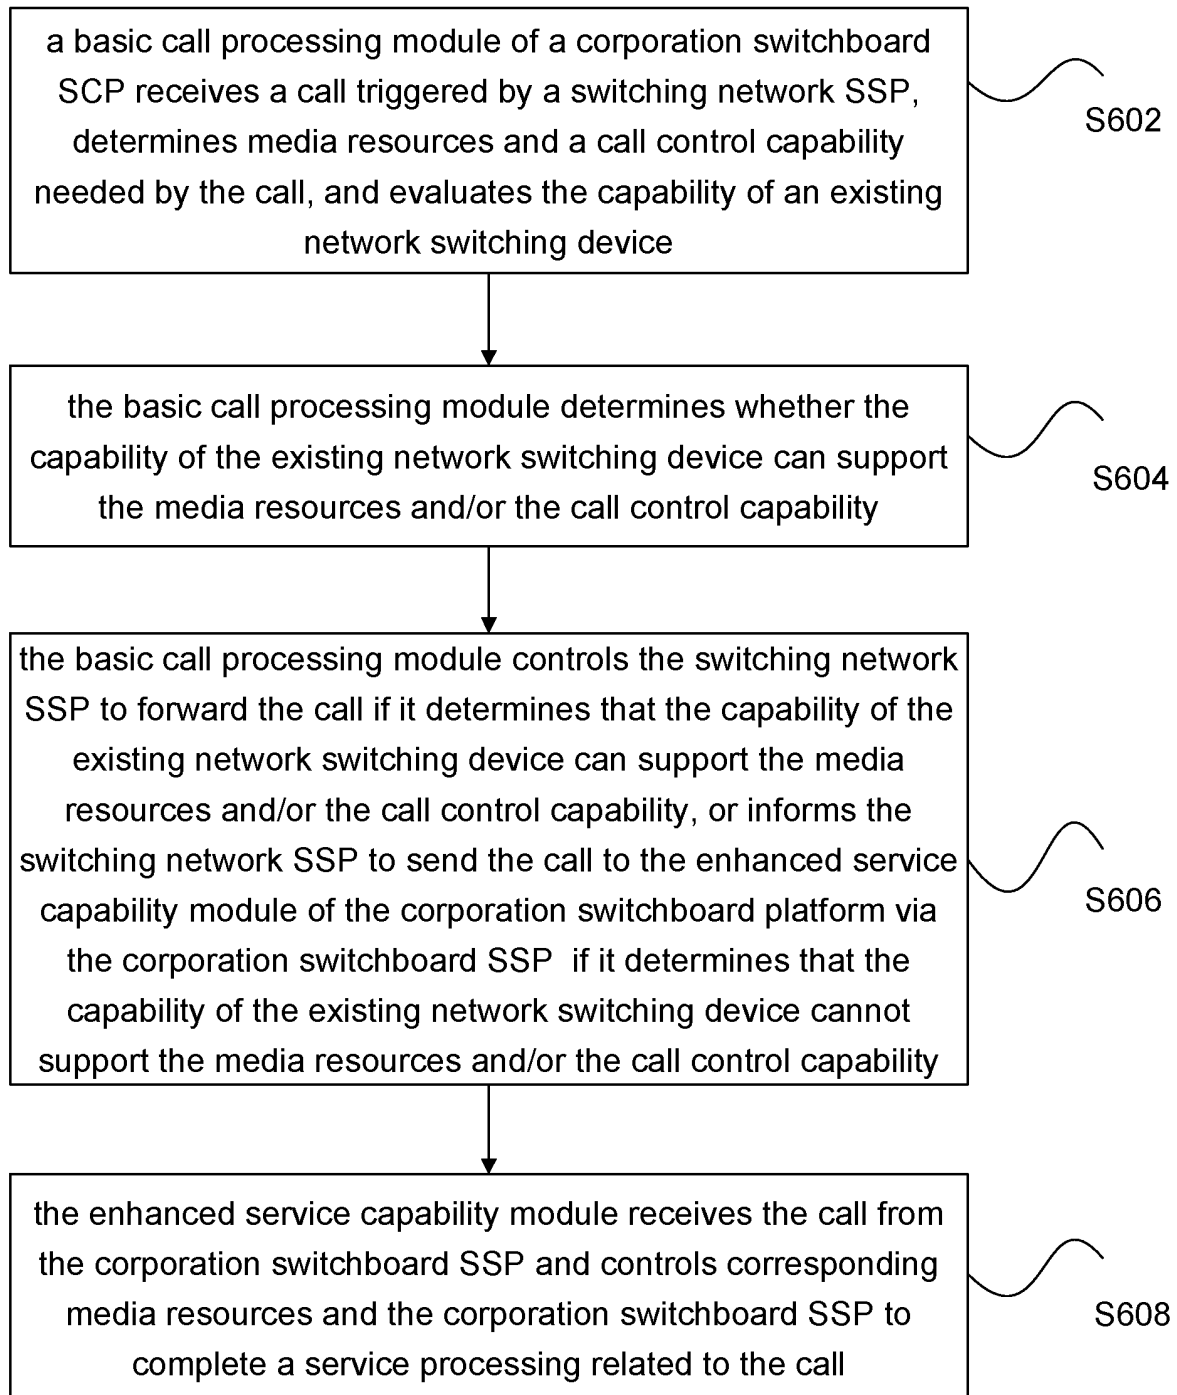 a basic call processing module of a corporation switchboard
SCP receives a call triggered by a switching network SSP,
determines media resources and a call control capability
needed by the call, and evaluates the capability of an existing
network switching device
S602
the basic call processing module determines whether the
capability of the existing network switching device can support
the media resources and/or the call control capability
S604
the basic call processing module controls the switching network
SSP to forward the call if it determines that the capability of the
existing network switching device can support the media
resources and/or the call control capability, or informs the
switching network SSP to send the call to the enhanced service
capability module of the corporation switchboard platform via
the corporation switchboard SSP if it determines that the
capability of the existing network switching device cannot
support the media resources and/or the call control capability
S606
the enhanced service capability module receives the call from
the corporation switchboard SSP and controls corresponding
media resources and the corporation switchboard SSP to
complete a service processing related to the call
S608